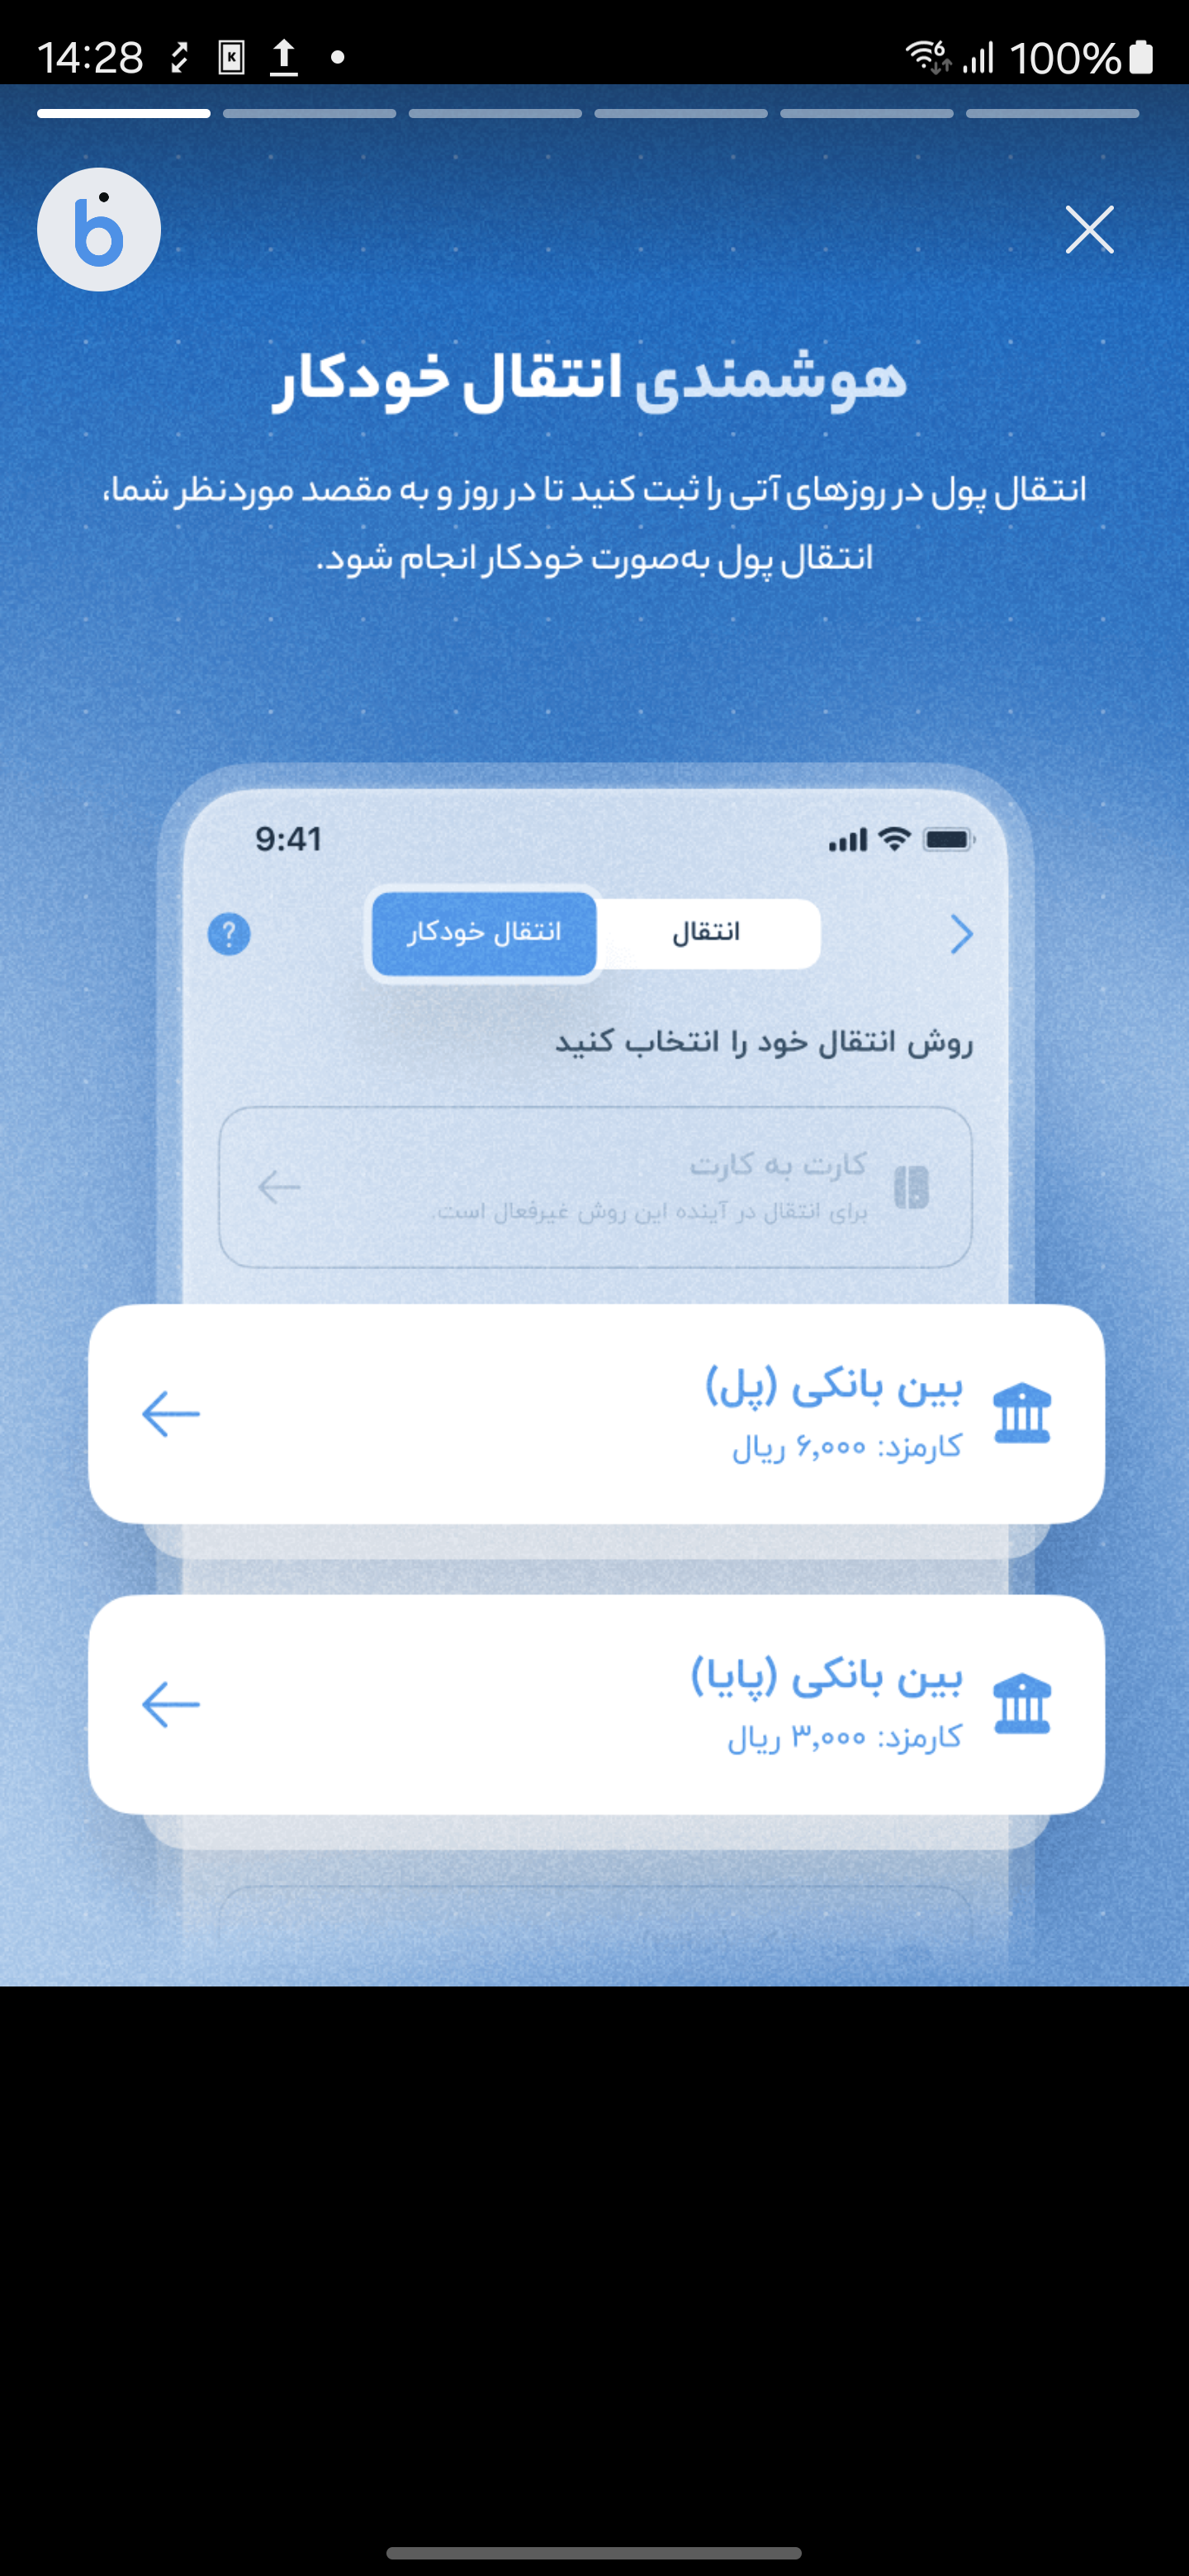 14:28
K
6
100%
b
هوشمندی انتقال خودکار
انتقال پول در روزهای آتی را ثبت کنید تا در روز و به مقصد موردنظر شما،
انتقال پول به‌صورت خودکار انجام شود.
9:41
انتقال
انتقال خودکار
?
روش انتقال خود را انتخاب کنید
کارت به کارت
برای انتقال در آینده این روش غیرفعال است.
بین بانکی (پل)
کارمزد: ۶,۰۰۰ ریال
بین بانکی (پایا)
کارمزد: ۳,۰۰۰ ریال